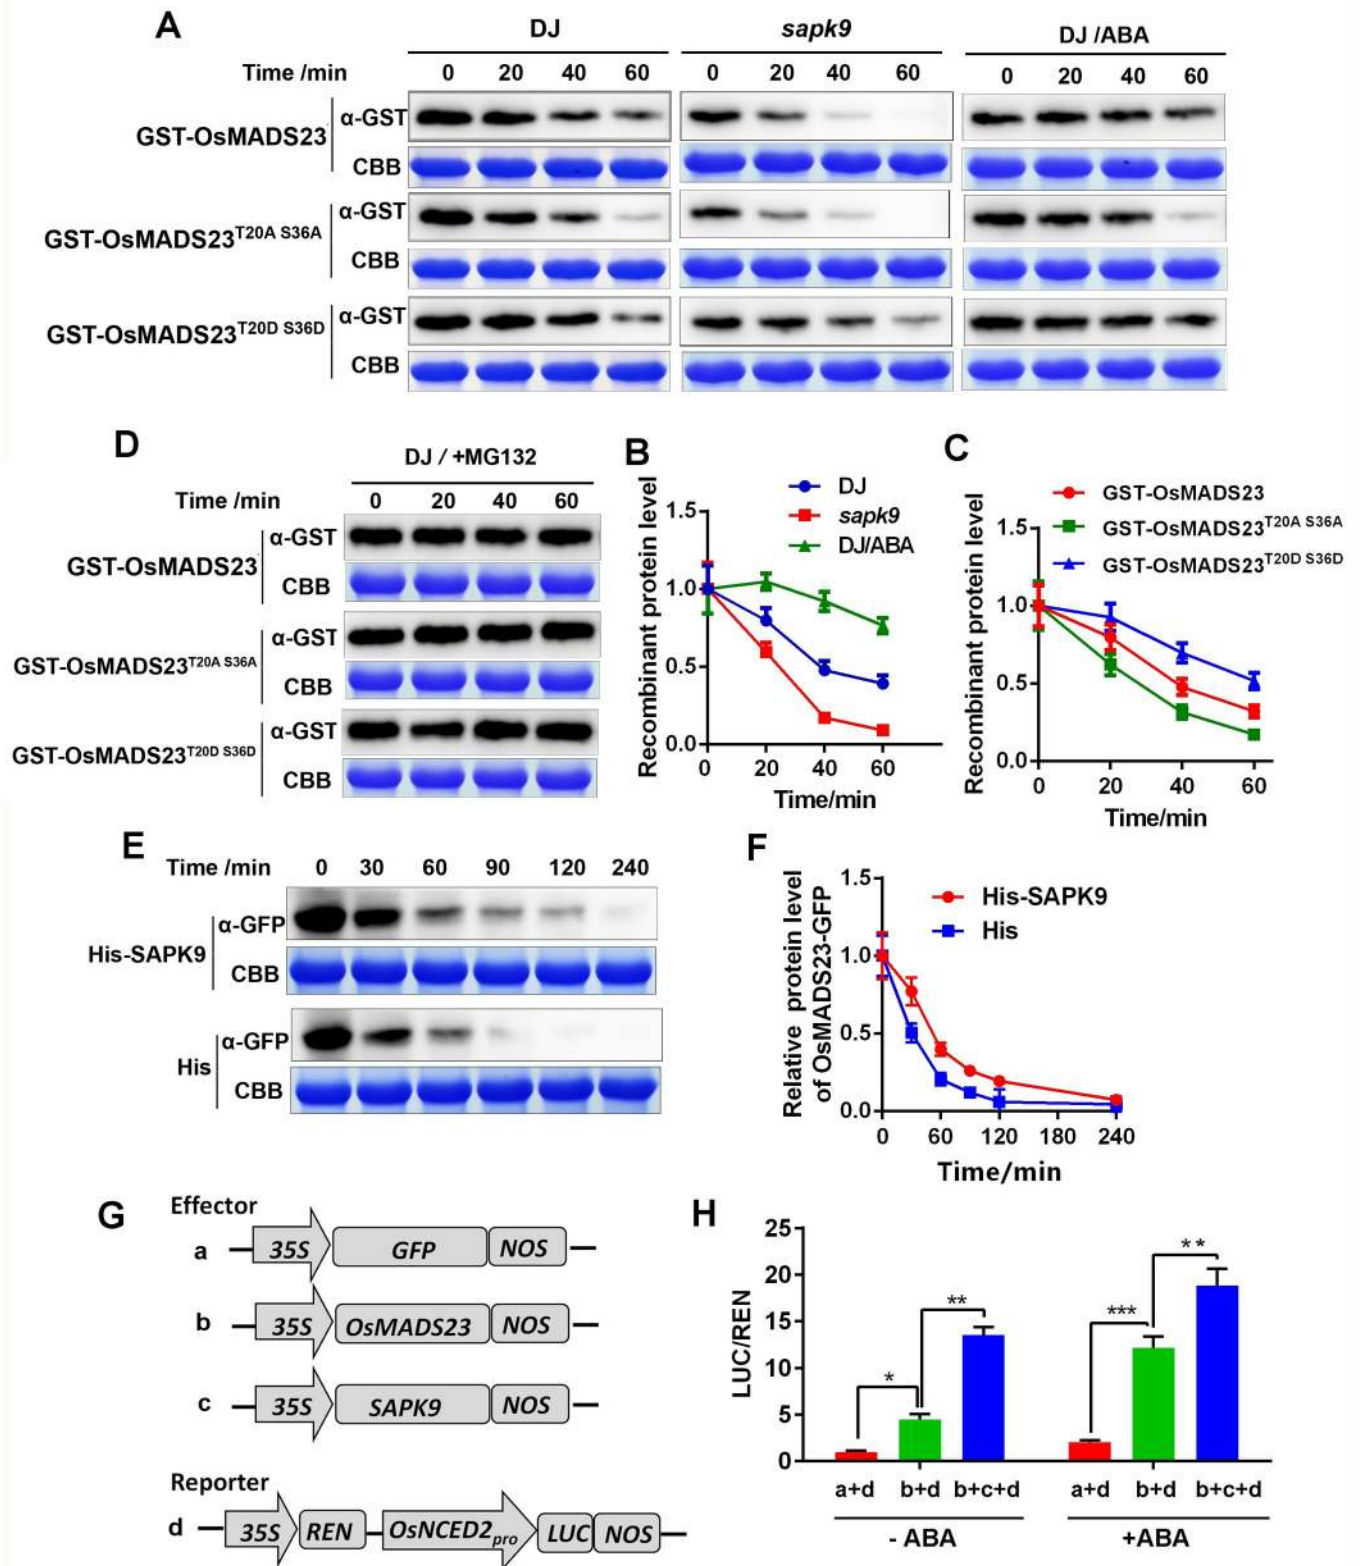 A
DJ
sapk9
DJ /ABA
Time /min
0 20 40 60
0 20 40 60
0 20 40 60
GST-OsMADS23
α-GST
CBB
GST-OsMADS23T20A S36A
α-GST
CBB
GST-OsMADS23T20D S36D
α-GST
CBB
D
DJ / +MG132
Time /min
0 20 40 60
GST-OsMADS23
α-GST
CBB
GST-OsMADS23T20A S36A
α-GST
CBB
GST-OsMADS23T20D S36D
α-GST
CBB
B
DJ
sapk9
DJ/ABA
Recombinant protein level
1.5
1.0
0.5
0.0
0 20 40 60
Time/min
C
GST-OsMADS23
GST-OsMADS23T20A S36A
GST-OsMADS23T20D S36D
Recombinant protein level
1.5
1.0
0.5
0.0
0 20 40 60
Time/min
E
Time /min
0 30 60 90 120 240
His-SAPK9
α-GFP
CBB
His
α-GFP
CBB
F
His-SAPK9
His
Relative protein level
of OsMADS23-GFP
1.5
1.0
0.5
0.0
0 60 120 180 240
Time/min
G
Effector
a 35S GFP NOS
b 35S OsMADS23 NOS
c 35S SAPK9 NOS
Reporter
d 35S REN OsNCED2pro LUC NOS
H
LUC/REN
25
20
15
10
5
0
* ** *** **
a+d b+d b+c+d a+d b+d b+c+d
- ABA +ABA